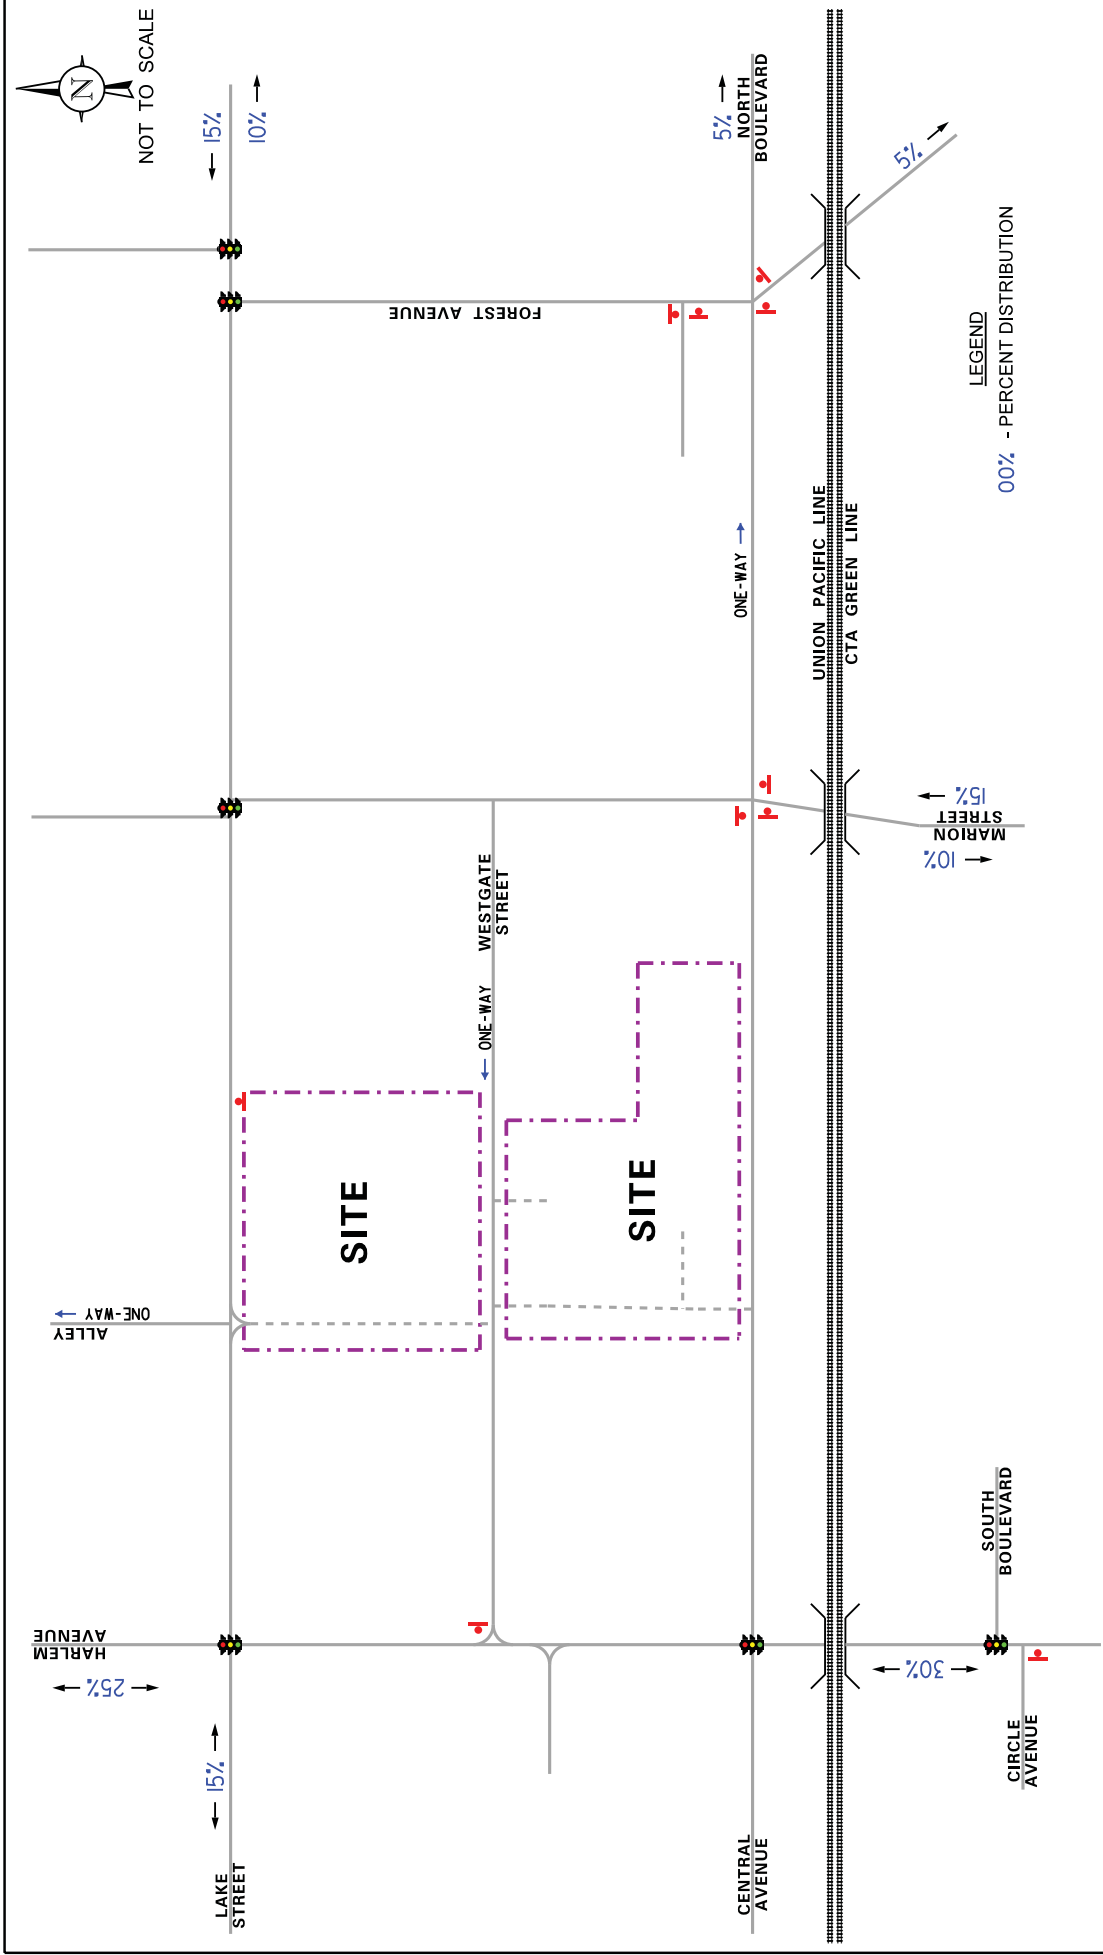 N
NOT TO SCALE
HARLEM
AVENUE
25%
15%
LAKE
STREET
ALLEY
ONE-WAY
15%
10%
SITE
ONE-WAY
WESTGATE
STREET
FOREST AVENUE
SITE
ONE-WAY
5%
NORTH
BOULEVARD
CENTRAL
AVENUE
UNION PACIFIC LINE
CTA GREEN LINE
5%
30%
10%
MARION
STREET
15%
SOUTH
BOULEVARD
CIRCLE
AVENUE
LEGEND
00% - PERCENT DISTRIBUTION